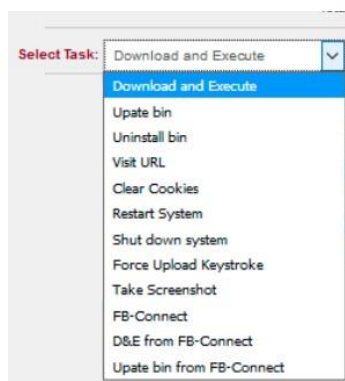 Select Task:
Download and Execute
Download and Execute
Upate bin
Uninstall bin
Visit URL
Clear Cookies
Restart System
Shut down system
Force Upload Keystroke
Take Screenshot
FB-Connect
D&E from FB-Connect
Upate bin from FB-Connect